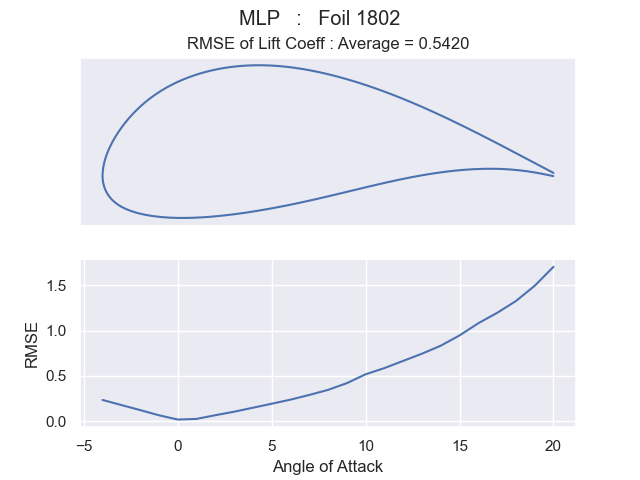 MLP : Foil 1802
RMSE of Lift Coeff : Average = 0.5420
1.5
1.0
0.5
0.0
RMSE
−5 0 5 10 15 20
Angle of Attack